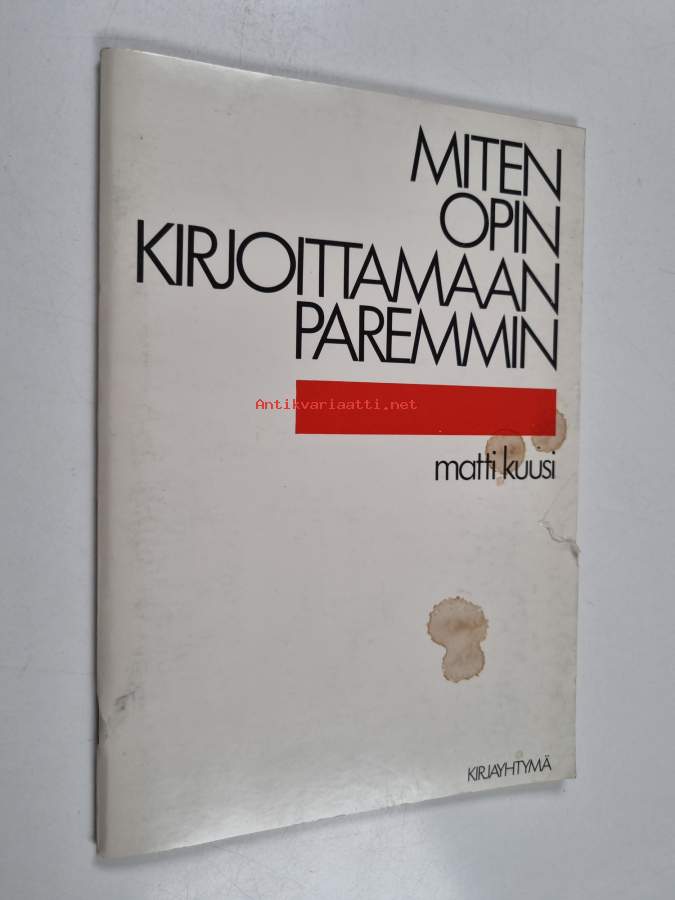 MITEN
OPIN
KIRJOITTAMAAN
PAREMMIN
Antikvariaatti.net
matti kuusi
KIRJAYHTYMÄ